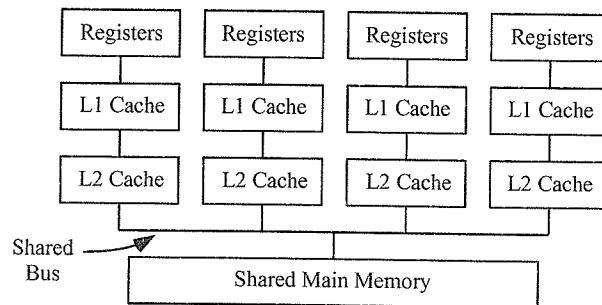 Registers Registers Registers Registers
L1 Cache L1 Cache L1 Cache L1 Cache
L2 Cache L2 Cache L2 Cache L2 Cache
Shared
Bus
Shared Main Memory